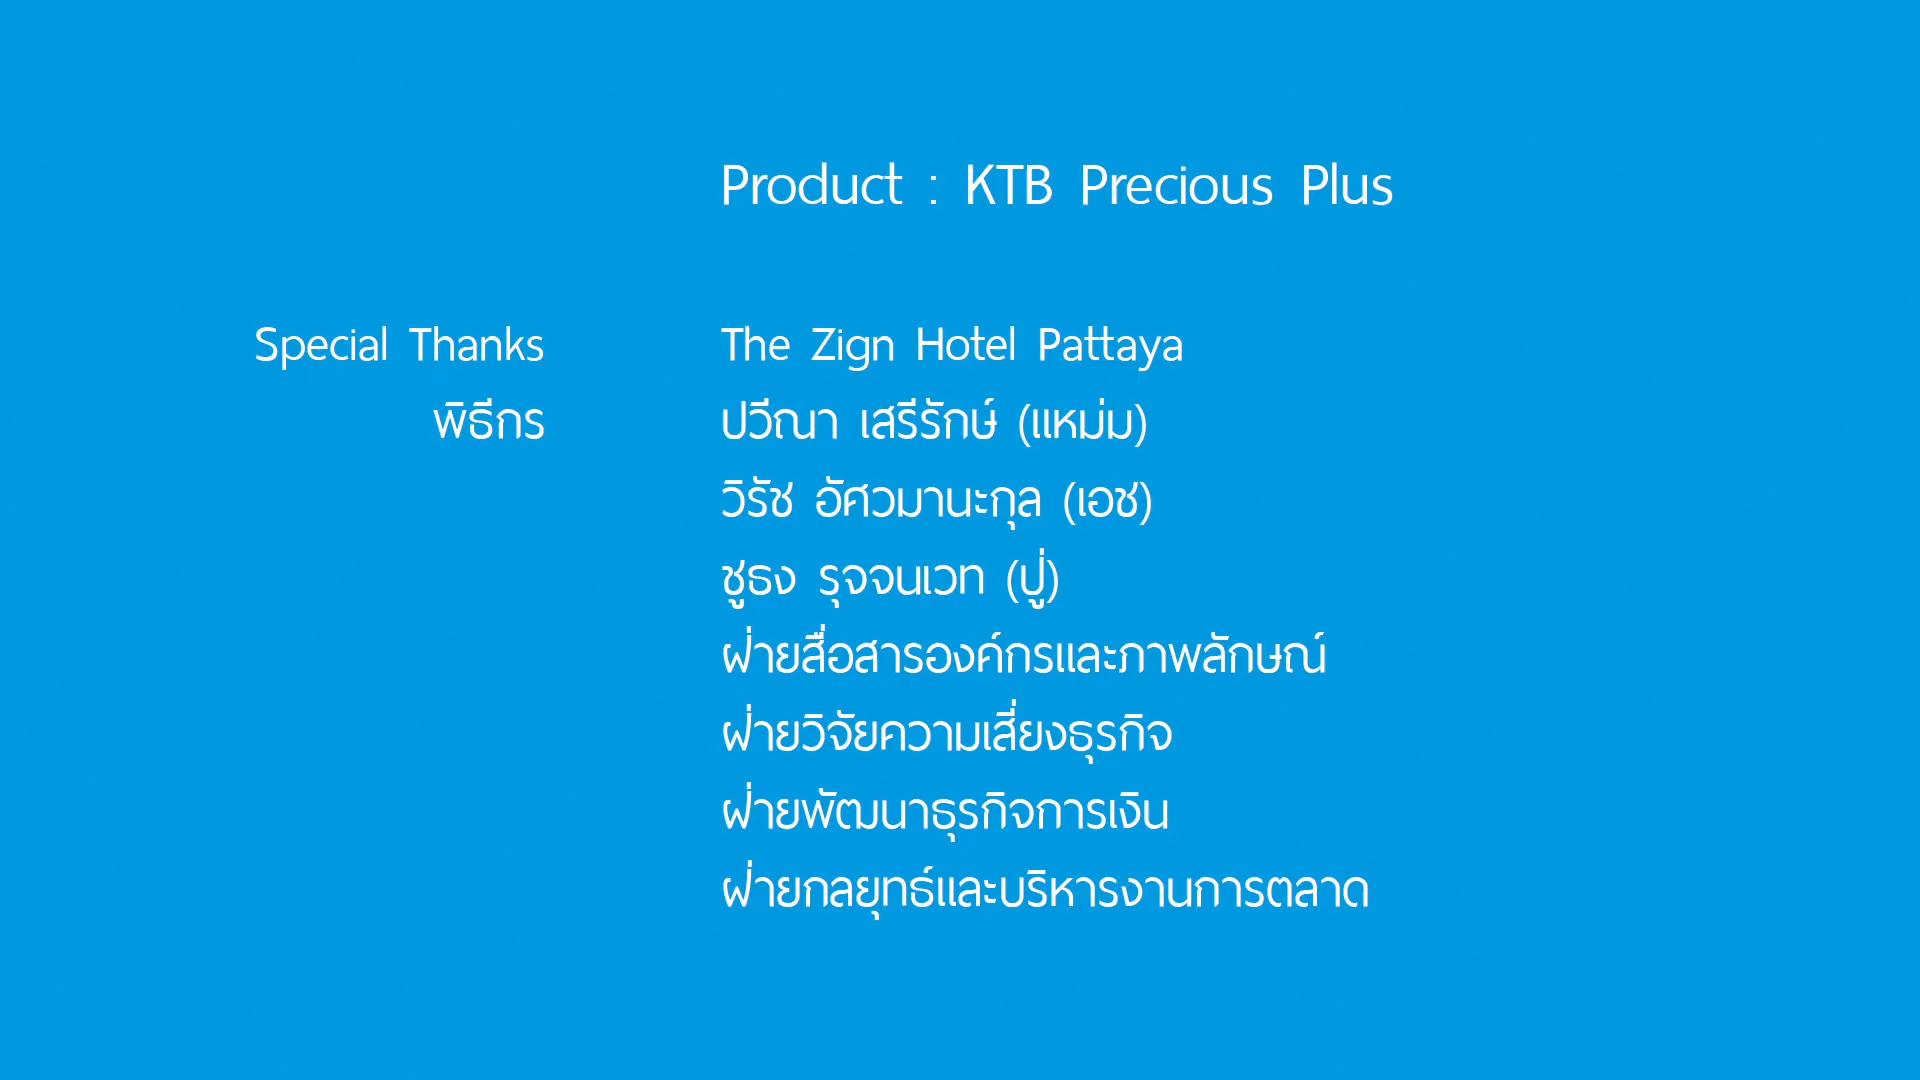 Product : KTB Precious Plus
Special Thanks The Zign Hotel Pattaya
พิธีกร ปวีณา เสรีรักษ์ (แหม่ม)
วิรัช อัศวมานะกุล (เอช)
ชูธง รุจจนเวท (ปู่)
ฝ่ายสื่อสารองค์กรและภาพลักษณ์
ฝ่ายวิจัยความเสี่ยงธุรกิจ
ฝ่ายพัฒนาธุรกิจการเงิน
ฝ่ายกลยุทธ์และบริหารงานการตลาด